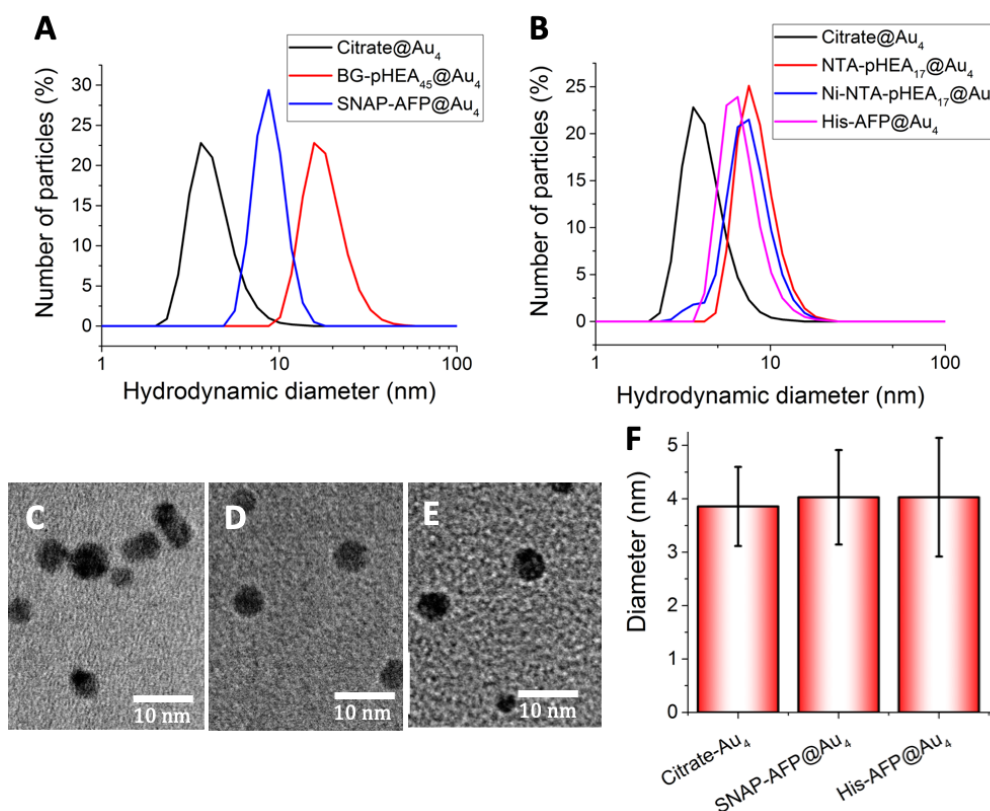 A
Citrate@Au₄
BG-pHEA₄₅@Au₄
SNAP-AFP@Au₄
Number of particles (%)
30
25
20
15
10
5
0
1
10
100
Hydrodynamic diameter (nm)
B
Citrate@Au₄
NTA-pHEA₁₇@Au₄
Ni-NTA-pHEA₁₇@Au
His-AFP@Au₄
Number of particles (%)
25
20
15
10
5
0
1
10
100
Hydrodynamic diameter (nm)
C
10 nm
D
10 nm
E
10 nm
F
Diameter (nm)
5
4
3
2
1
0
Citrate-Au₄
SNAP-AFP@Au₄
His-AFP@Au₄